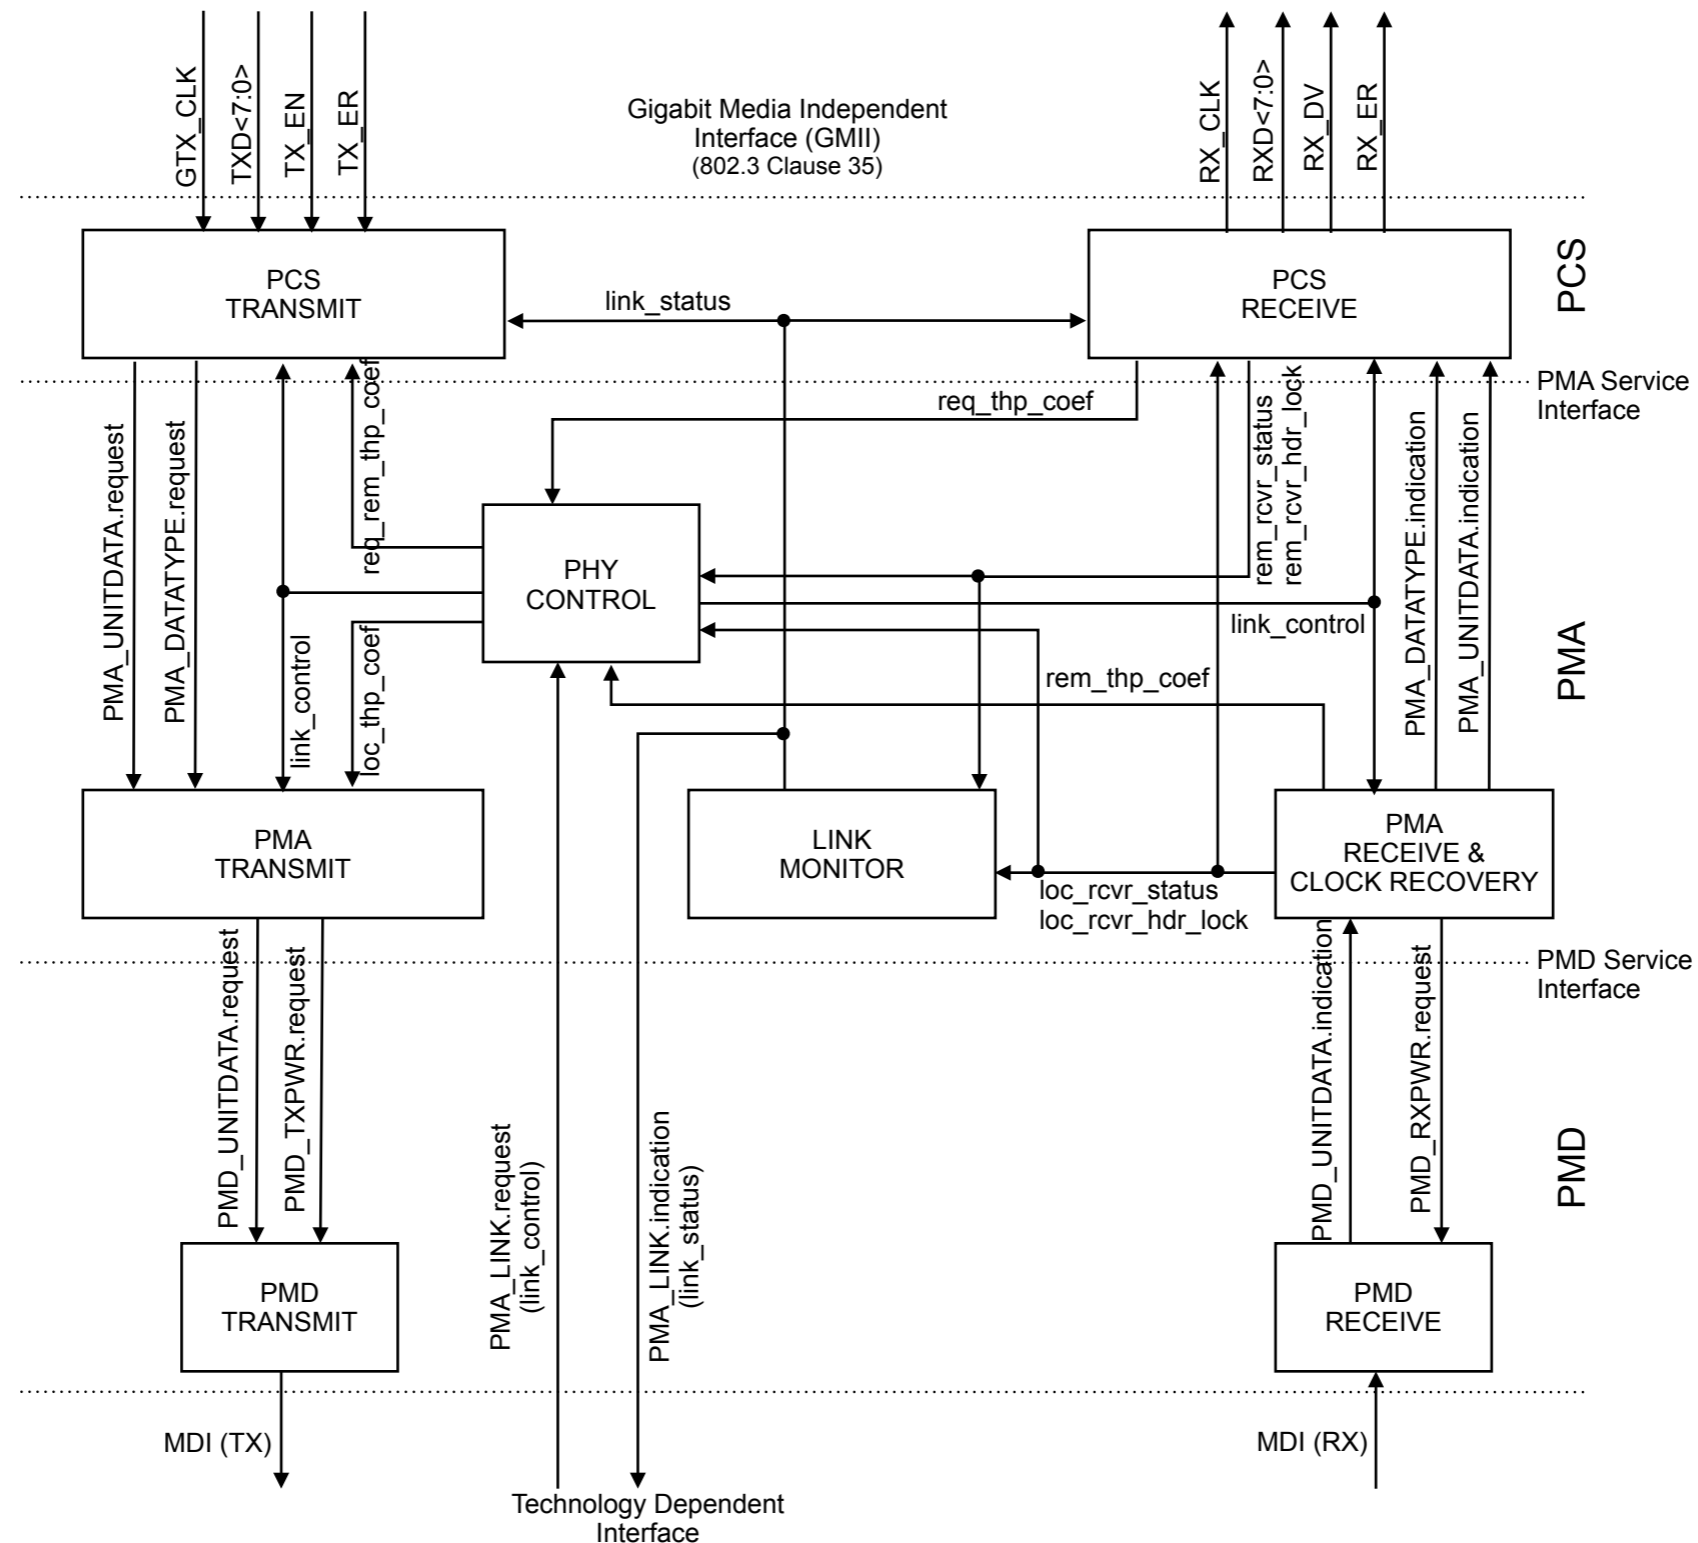 GTX_CLK
TXD<7:0>
TX_EN
TX_ER
Gigabit Media Independent
Interface (GMII)
(802.3 Clause 35)
RX_CLK
RXD<7:0>
RX_DV
RX_ER
PCS
TRANSMIT
link_status
PCS
RECEIVE
PCS
PMA Service
Interface
req_thp_coef
PMA_UNITDATA.request
PMA_DATATYPE.request
req_rem_thp_coef
rem_rcvr_status
rem_rcvr_hdr_lock
PMA_DATATYPE.indication
PMA_UNITDATA.indication
PHY
CONTROL
link_control
link_control
loc_thp_coef
rem_thp_coef
PMA
PMA
TRANSMIT
LINK
MONITOR
PMA
RECEIVE &
CLOCK RECOVERY
loc_rcvr_status
loc_rcvr_hdr_lock
PMD Service
Interface
PMD_UNITDATA.request
PMD_TXPWR.request
PMA_LINK.request
(link_control)
PMA_LINK.indication
(link_status)
PMD_UNITDATA.indication
PMD_RXPWR.request
PMD
PMD
TRANSMIT
PMD
RECEIVE
MDI (TX)
MDI (RX)
Technology Dependent
Interface